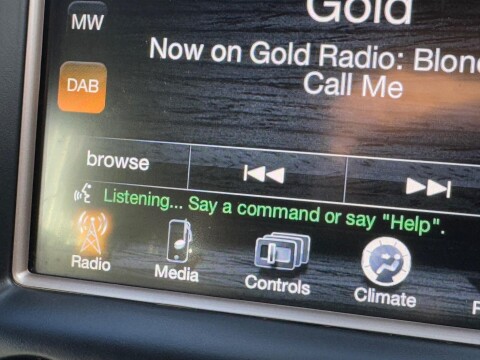 Gold
MW
Now on Gold Radio: Blon
Call Me
DAB
browse
Listening... Say a command or say "Help".
Radio
Media
Controls
Climate